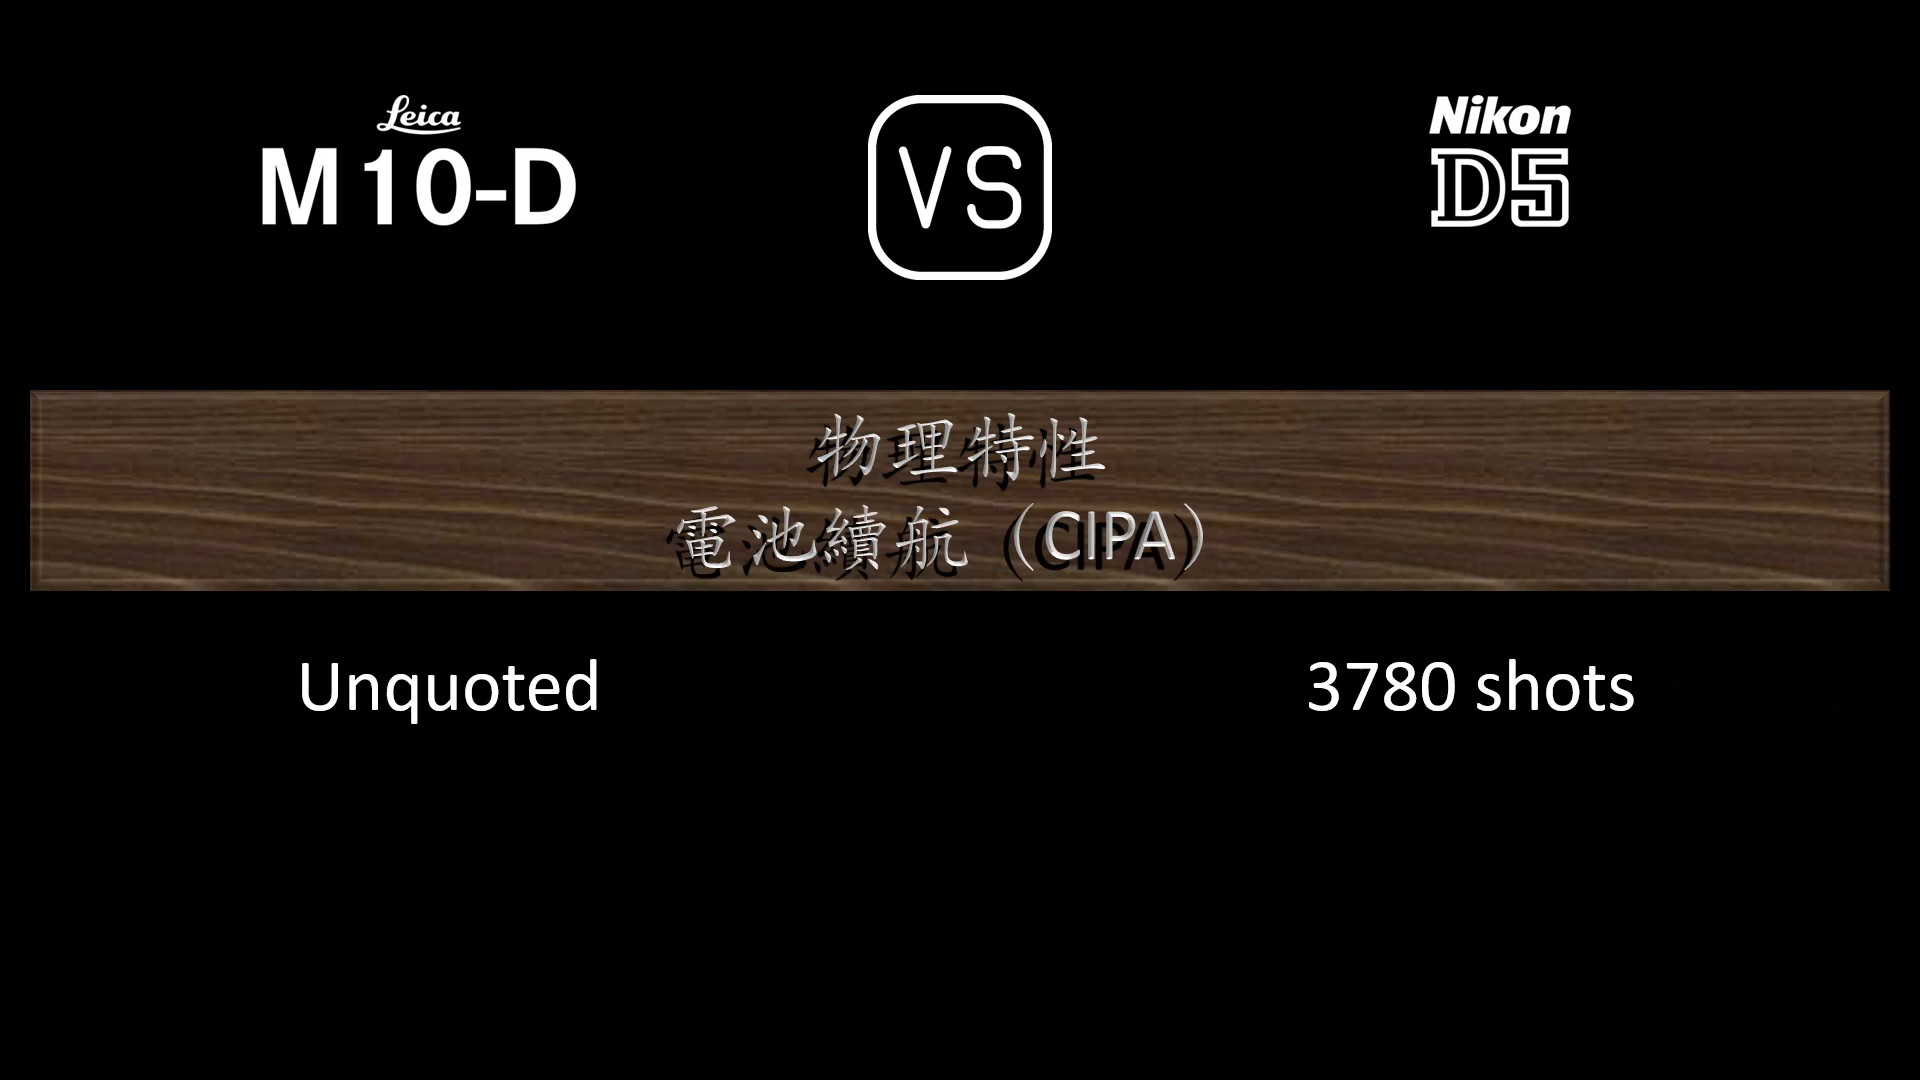 Leica
M10-D
VS
Nikon
D5
物理特性
電池續航（CIPA）
Unquoted
3780 shots